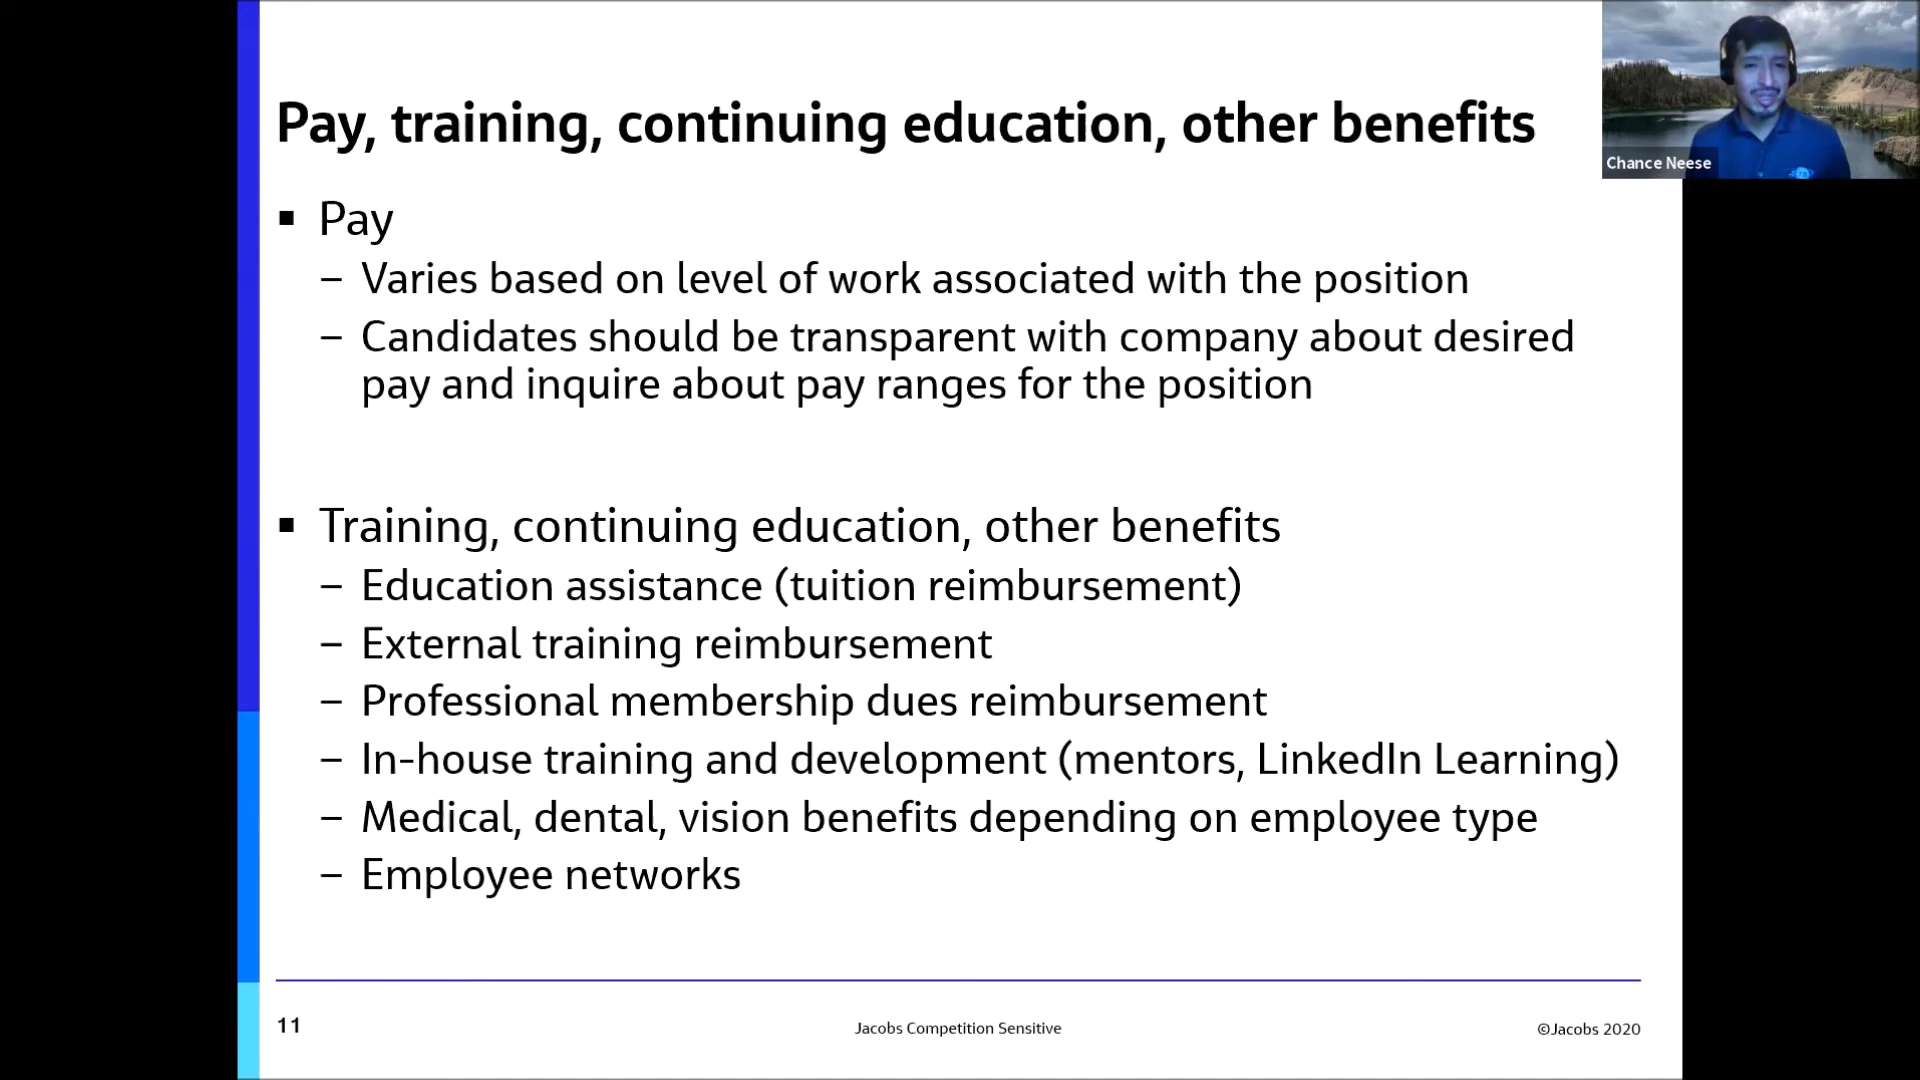 Pay, training, continuing education, other benefits
Chance Neese
▪ Pay
– Varies based on level of work associated with the position
– Candidates should be transparent with company about desired
pay and inquire about pay ranges for the position
▪ Training, continuing education, other benefits
– Education assistance (tuition reimbursement)
– External training reimbursement
– Professional membership dues reimbursement
– In-house training and development (mentors, LinkedIn Learning)
– Medical, dental, vision benefits depending on employee type
– Employee networks
11
Jacobs Competition Sensitive
©Jacobs 2020